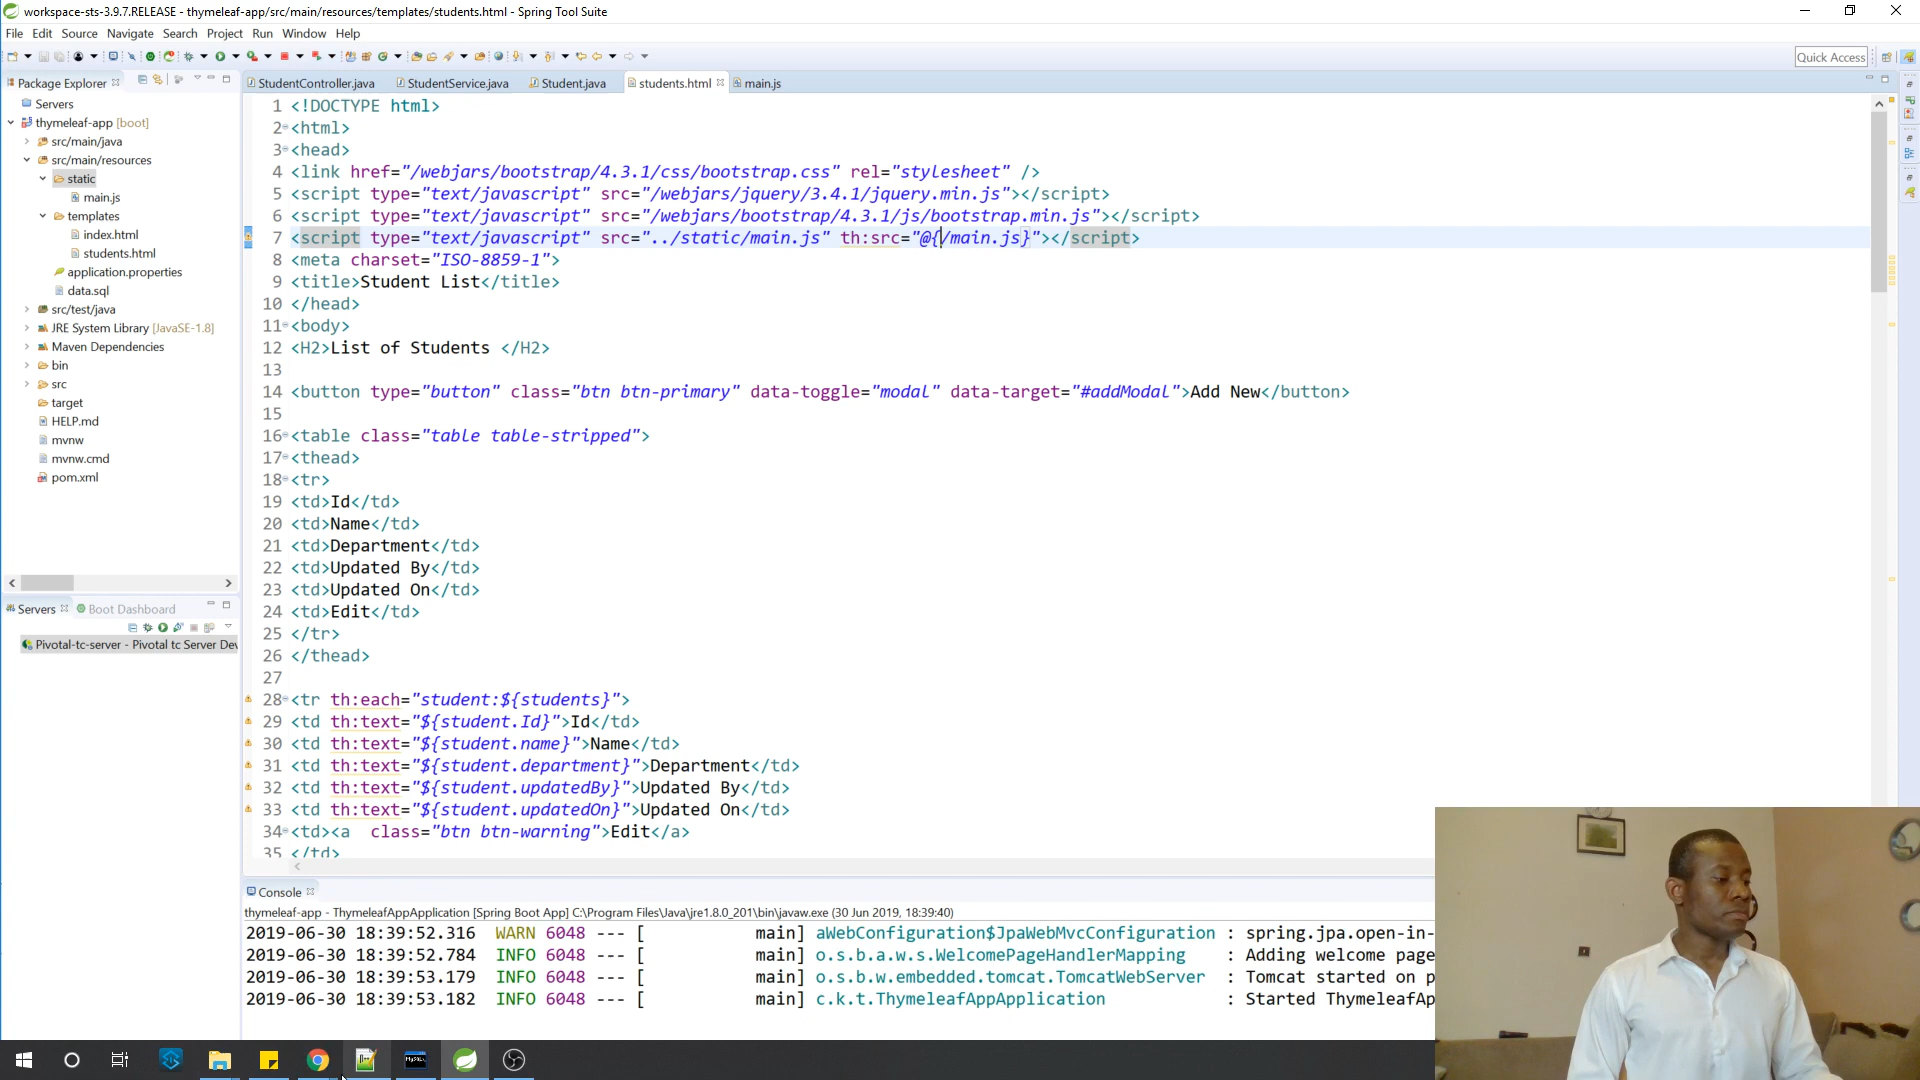 workspace-sts-3.9.7.RELEASE - thymeleaf-app/src/main/resources/templates/students.html - Spring Tool Suite
File Edit Source Navigate Search Project Run Window Help
Quick Access
Package Explorer
Servers
thymeleaf-app [boot]
src/main/java
src/main/resources
static
main.js
templates
index.html
students.html
application.properties
data.sql
src/test/java
JRE System Library [JavaSE-1.8]
Maven Dependencies
bin
src
target
HELP.md
mvnw
mvnw.cmd
pom.xml
Servers Boot Dashboard
Pivotal-tc-server - Pivotal tc Server Dev
StudentController.java StudentService.java Student.java students.html main.js
1 <!DOCTYPE html>
2 <html>
3 <head>
4 <link href="/webjars/bootstrap/4.3.1/css/bootstrap.css" rel="stylesheet" />
5 <script type="text/javascript" src="/webjars/jquery/3.4.1/jquery.min.js"></script>
6 <script type="text/javascript" src="/webjars/bootstrap/4.3.1/js/bootstrap.min.js"></script>
7 <script type="text/javascript" src="../static/main.js" th:src="@{/main.js}"></script>
8 <meta charset="ISO-8859-1">
9 <title>Student List</title>
10 </head>
11 <body>
12 <H2>List of Students </H2>
13
14 <button type="button" class="btn btn-primary" data-toggle="modal" data-target="#addModal">Add New</button>
15
16 <table class="table table-stripped">
17 <thead>
18 <tr>
19 <td>Id</td>
20 <td>Name</td>
21 <td>Department</td>
22 <td>Updated By</td>
23 <td>Updated On</td>
24 <td>Edit</td>
25 </tr>
26 </thead>
27
28 <tr th:each="student:${students}">
29 <td th:text="${student.Id}">Id</td>
30 <td th:text="${student.name}">Name</td>
31 <td th:text="${student.department}">Department</td>
32 <td th:text="${student.updatedBy}">Updated By</td>
33 <td th:text="${student.updatedOn}">Updated On</td>
34 <td><a  class="btn btn-warning">Edit</a>
35 </td>
Console
thymeleaf-app - ThymeleafAppApplication [Spring Boot App] C:\Program Files\Java\jre1.8.0_201\bin\javaw.exe (30 Jun 2019, 18:39:40)
2019-06-30 18:39:52.316 WARN 6048 --- [ main] aWebConfiguration$JpaWebMvcConfiguration : spring.jpa.open-in-
2019-06-30 18:39:52.784 INFO 6048 --- [ main] o.s.b.a.w.s.WelcomePageHandlerMapping : Adding welcome page
2019-06-30 18:39:53.179 INFO 6048 --- [ main] o.s.b.w.embedded.tomcat.TomcatWebServer : Tomcat started on p
2019-06-30 18:39:53.182 INFO 6048 --- [ main] c.k.t.ThymeleafAppApplication : Started ThymeleafAp